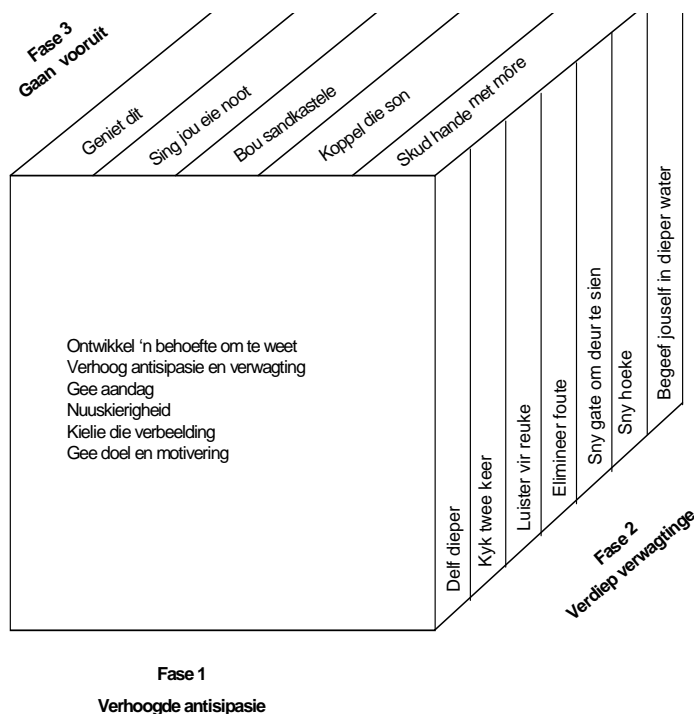 Fase 3
Gaan vooruit
Geniet dit
Sing jou eie noot
Bou sandkastele
Koppel die son
Skud hande met môre
Ontwikkel ‘n behoefte om te weet
Verhoog antisipasie en verwagting
Gee aandag
Nuuskierigheid
Kielie die verbeelding
Gee doel en motivering
Delf dieper
Kyk twee keer
Luister vir reuke
Elimineer foute
Sny gate om deur te sien
Sny hoeke
Begeef jouself in dieper water
Fase 2
Verdiep verwagtinge
Fase 1
Verhoogde antisipasie